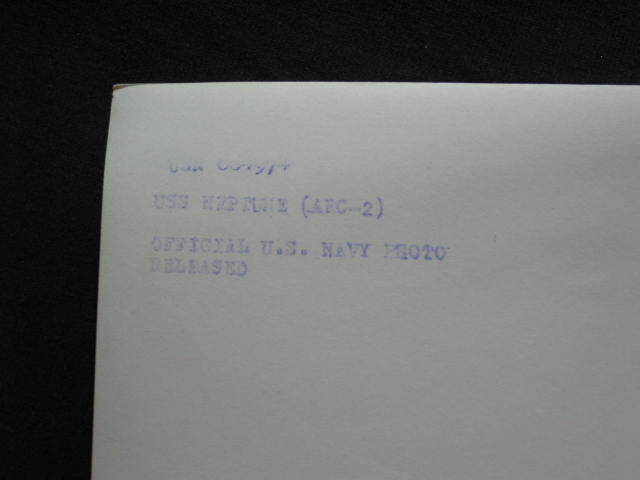 USS NEPTUNE (ARC-2)
OFFICIAL U.S. NAVY PHOTO
RELEASED